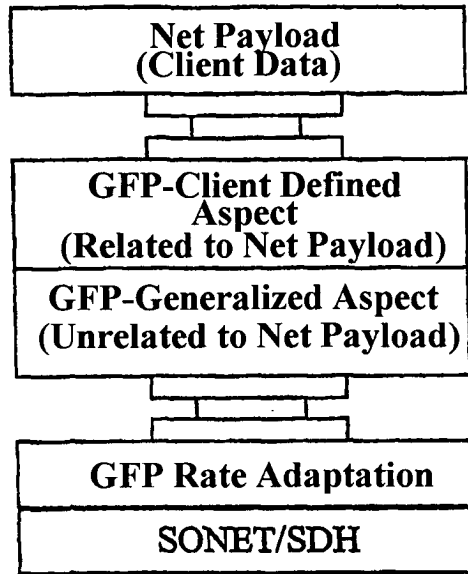 Net Payload
(Client Data)
GFP-Client Defined
Aspect
(Related to Net Payload)
GFP-Generalized Aspect
(Unrelated to Net Payload)
GFP Rate Adaptation
SONET/SDH